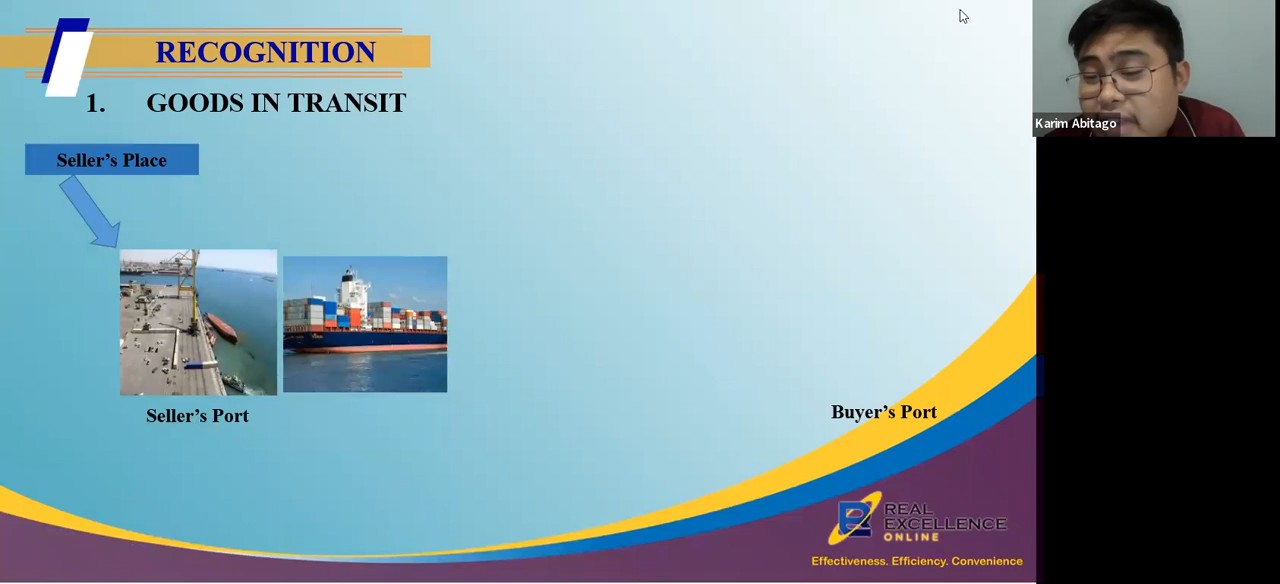 RECOGNITION
1. GOODS IN TRANSIT
Seller's Place
Seller's Port
Buyer's Port
REAL
EXCELLENCE
ONLINE
Effectiveness. Efficiency. Convenience
Karim Abitago